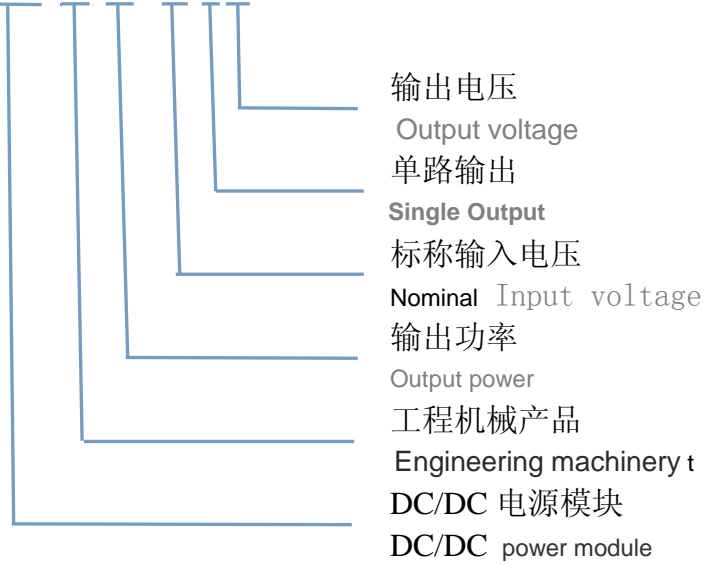 输出电压
Output voltage
单路输出
Single Output
标称输入电压
Nominal Input voltage
输出功率
Output power
工程机械产品
Engineering machinery t
DC/DC 电源模块
DC/DC power module